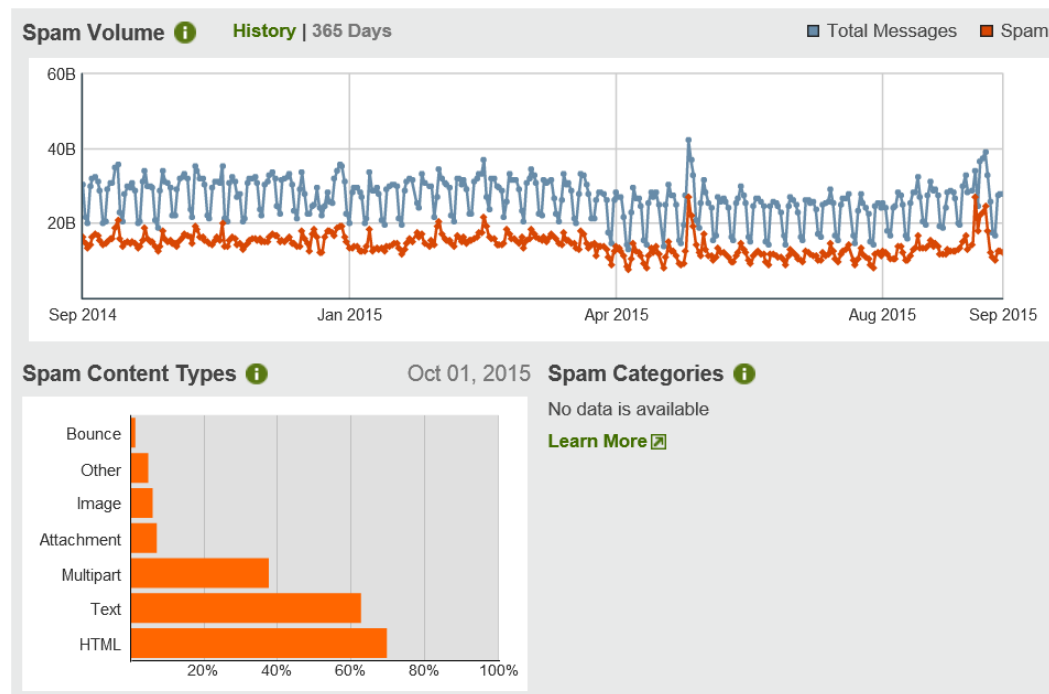 Spam Volume i History | 365 Days Total Messages Spam
60B
40B
20B
Sep 2014 Jan 2015 Apr 2015 Aug 2015 Sep 2015
Spam Content Types i Oct 01, 2015
Bounce
Other
Image
Attachment
Multipart
Text
HTML
20% 40% 60% 80% 100%
Spam Categories i
No data is available
Learn More